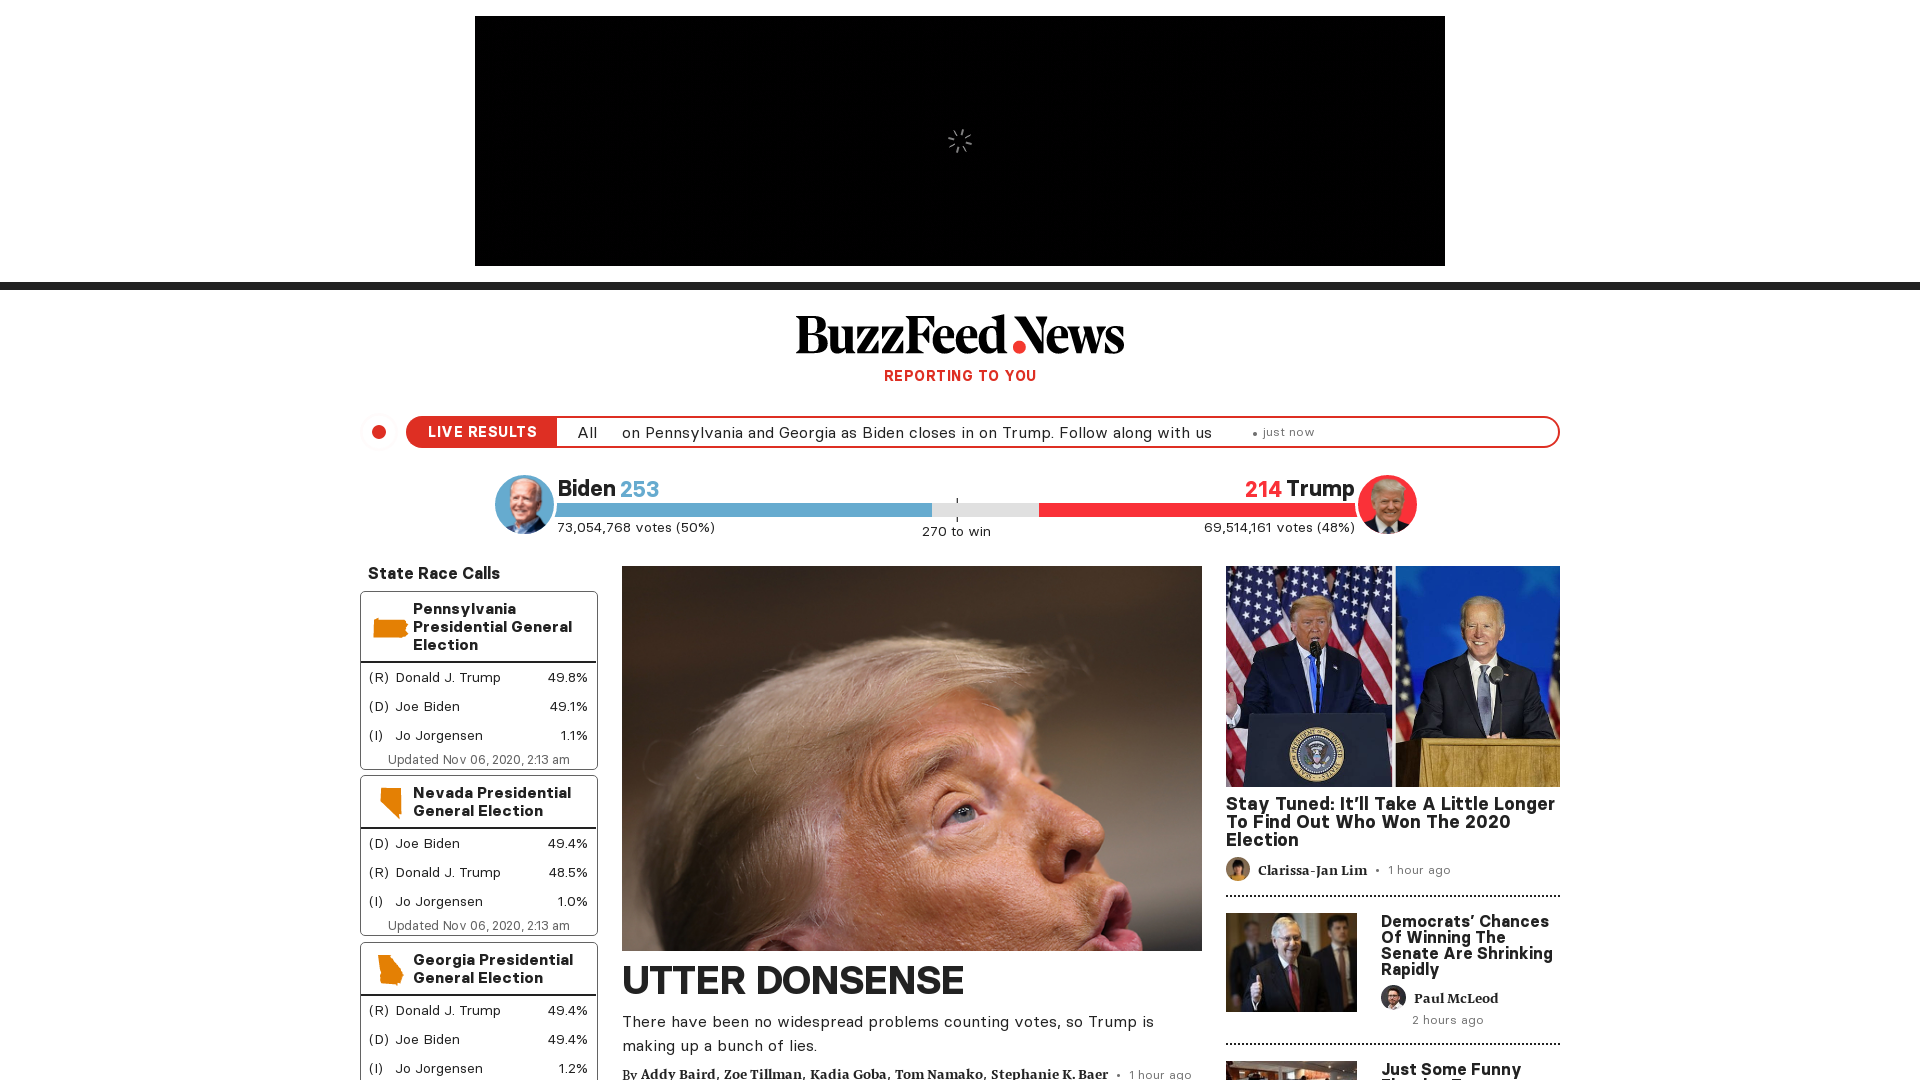 BuzzFeed News
REPORTING TO YOU
LIVE RESULTS
All on Pennsylvania and Georgia as Biden closes in on Trump. Follow along with us • just now
Biden 253
214 Trump
73,054,768 votes (50%)
270 to win
69,514,161 votes (48%)
State Race Calls
Pennsylvania
Presidential General
Election
(R) Donald J. Trump 49.8%
(D) Joe Biden 49.1%
(I) Jo Jorgensen 1.1%
Updated Nov 06, 2020, 2:13 am
Nevada Presidential
General Election
(D) Joe Biden 49.4%
(R) Donald J. Trump 48.5%
(I) Jo Jorgensen 1.0%
Updated Nov 06, 2020, 2:13 am
Georgia Presidential
General Election
(R) Donald J. Trump 49.4%
(D) Joe Biden 49.4%
(I) Jo Jorgensen 1.2%
UTTER DONSENSE
There have been no widespread problems counting votes, so Trump is
making up a bunch of lies.
By Addy Baird, Zoe Tillman, Kadia Goba, Tom Namako, Stephanie K. Baer • 1 hour ago
Stay Tuned: It’ll Take A Little Longer
To Find Out Who Won The 2020
Election
Clarissa-Jan Lim • 1 hour ago
Democrats’ Chances
Of Winning The
Senate Are Shrinking
Rapidly
Paul McLeod
2 hours ago
Just Some Funny